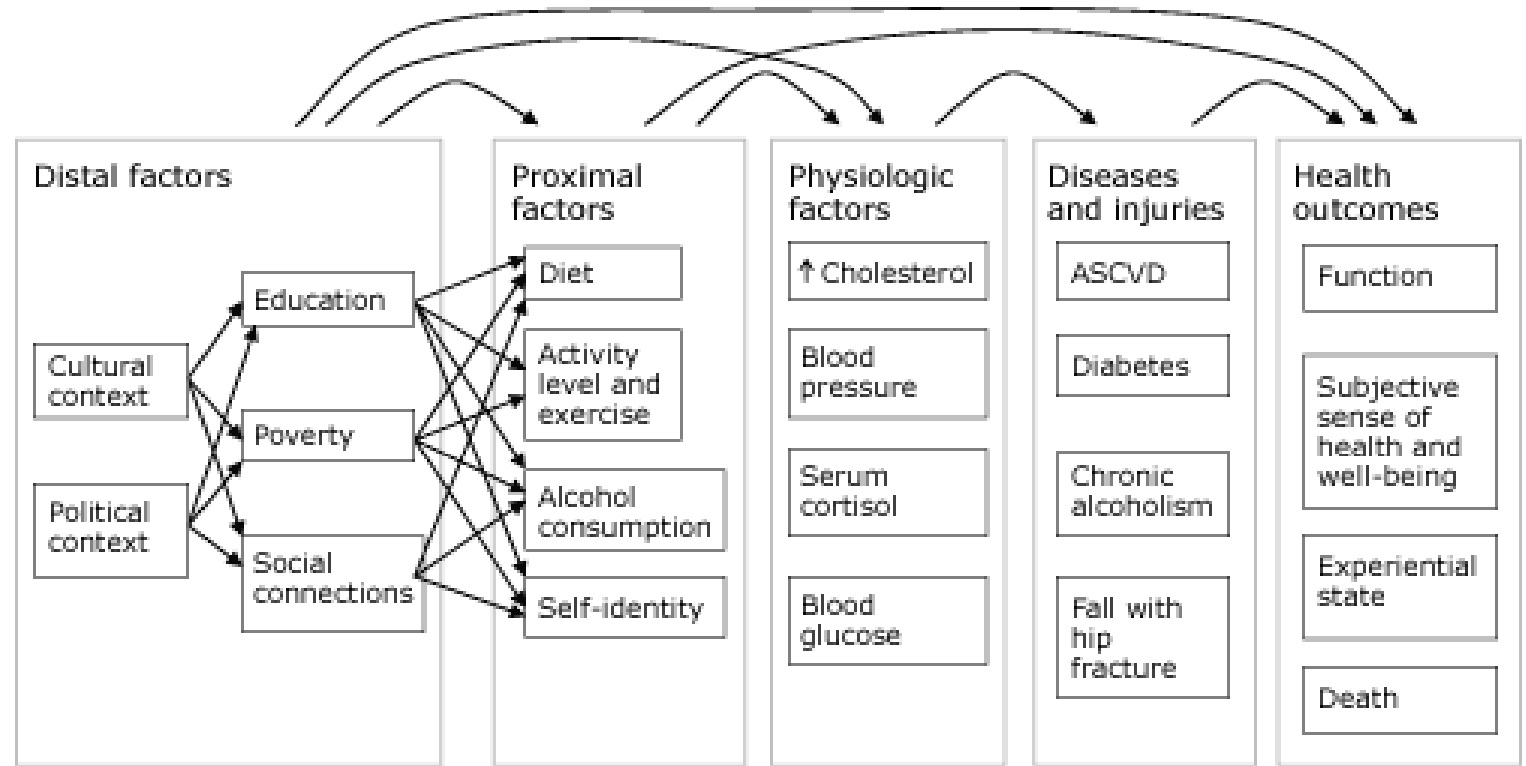 Distal factors
Cultural
context
Political
context
Education
Poverty
Social
connections
Proximal
factors
Diet
Activity
level and
exercise
Alcohol
consumption
Self-identity
Physiologic
factors
↑ Cholesterol
Blood
pressure
Serum
cortisol
Blood
glucose
Diseases
and injuries
ASCVD
Diabetes
Chronic
alcoholism
Fall with
hip
fracture
Health
outcomes
Function
Subjective
sense of
health and
well-being
Experiential
state
Death